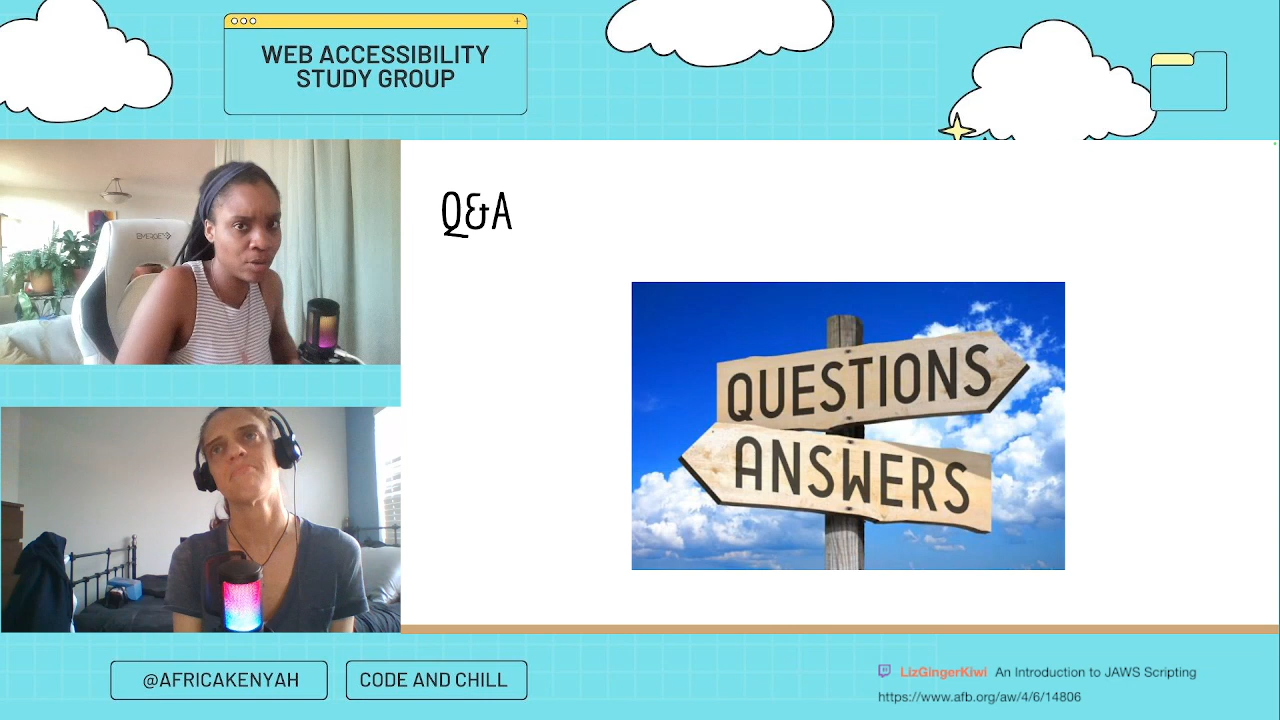 WEB ACCESSIBILITY
STUDY GROUP
EMERGE
Q&A
QUESTIONS
ANSWERS
@AFRICAKENYAH
CODE AND CHILL
LizGingerKiwi An Introduction to JAWS Scripting
https://www.afb.org/aw/4/6/14806